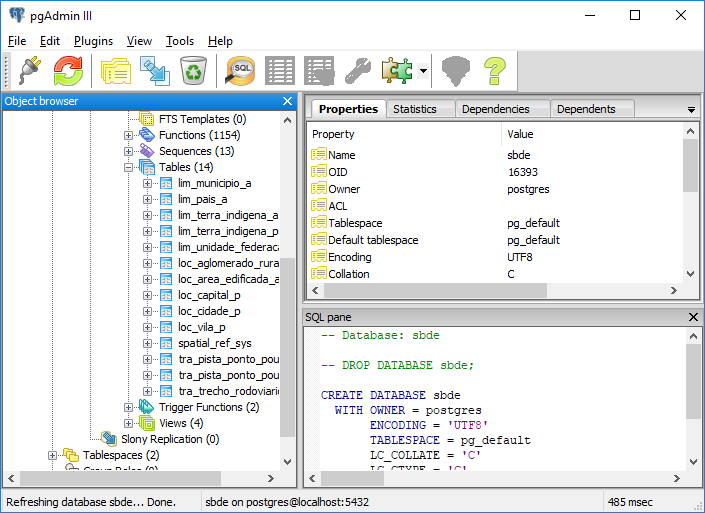 pgAdmin III
File Edit Plugins View Tools Help
SQL
Object browser
FTS Templates (0)
Functions (1154)
Sequences (13)
Tables (14)
lim_municipio_a
lim_pais_a
lim_terra_indigena_a
lim_terra_indigena_p
lim_unidade_federaca
loc_aglomerado_rura
loc_area_edificada_a
loc_capital_p
loc_cidade_p
loc_vila_p
spatial_ref_sys
tra_pista_ponto_pou
tra_pista_ponto_pou
tra_trecho_rodoviario
Trigger Functions (2)
Views (4)
Slony Replication (0)
Tablespaces (2)
Group Roles (0)
Properties Statistics Dependencies Dependents
Property Value
Name sbde
OID 16393
Owner postgres
ACL
Tablespace pg_default
Default tablespace pg_default
Encoding UTF8
Collation C
SQL pane
-- Database: sbde
-- DROP DATABASE sbde;
CREATE DATABASE sbde
WITH OWNER = postgres
ENCODING = 'UTF8'
TABLESPACE = pg_default
LC_COLLATE = 'C'
LC_CTYPE = 'C'
Refreshing database sbde... Done. sbde on postgres@localhost:5432 485 msec